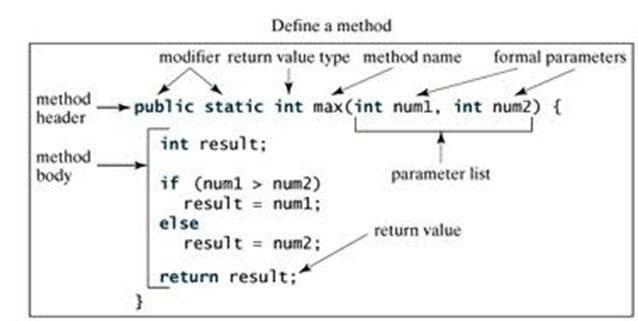 Define a method
modifier return value type method name formal parameters
method header
public static int max(int num1, int num2) {
parameter list
method body
int result;
if (num1 > num2)
result = num1;
else
result = num2;
return value
return result;
}